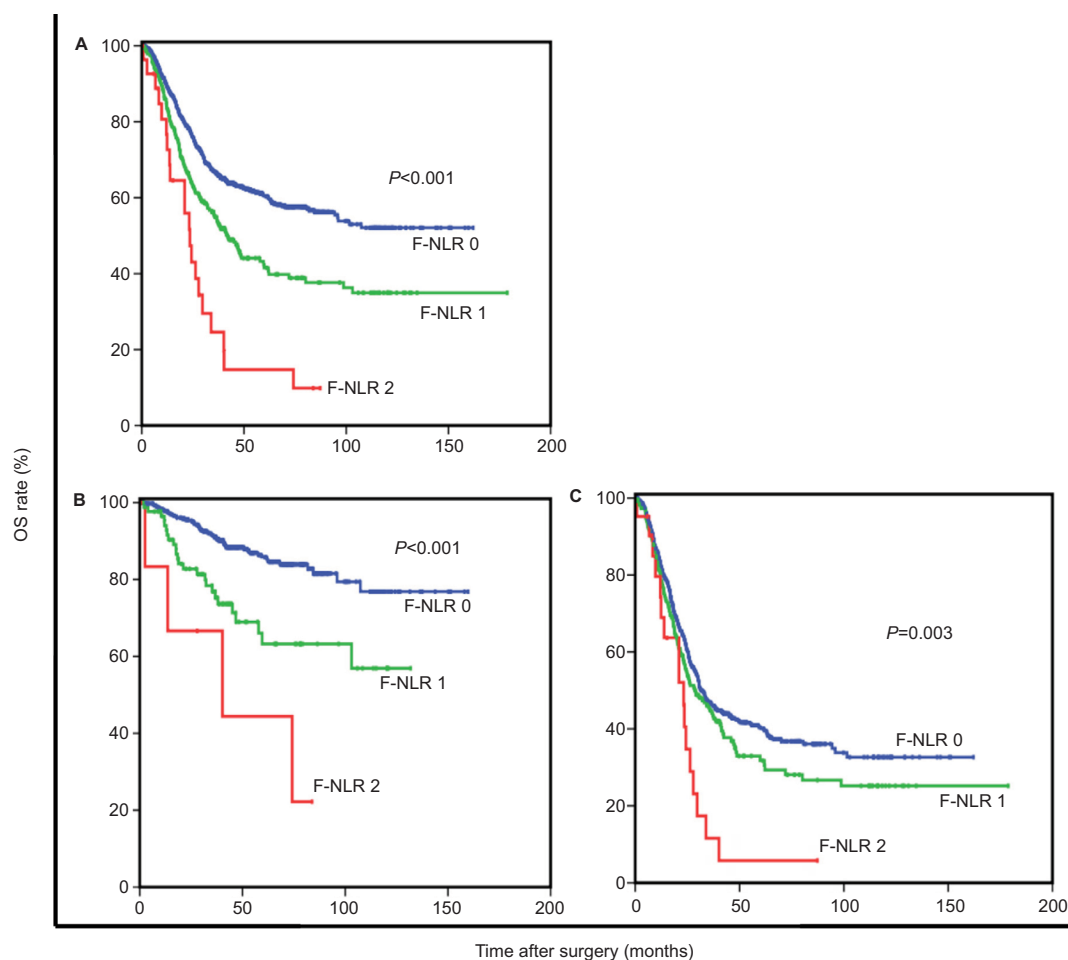 A
100
80
60
40
20
0
P<0.001
F-NLR 0
F-NLR 1
F-NLR 2
0 50 100 150 200
OS rate (%)
B
100
80
60
40
20
0
P<0.001
F-NLR 0
F-NLR 1
F-NLR 2
0 50 100 150 200
C
100
80
60
40
20
0
P=0.003
F-NLR 0
F-NLR 1
F-NLR 2
0 50 100 150 200
Time after surgery (months)